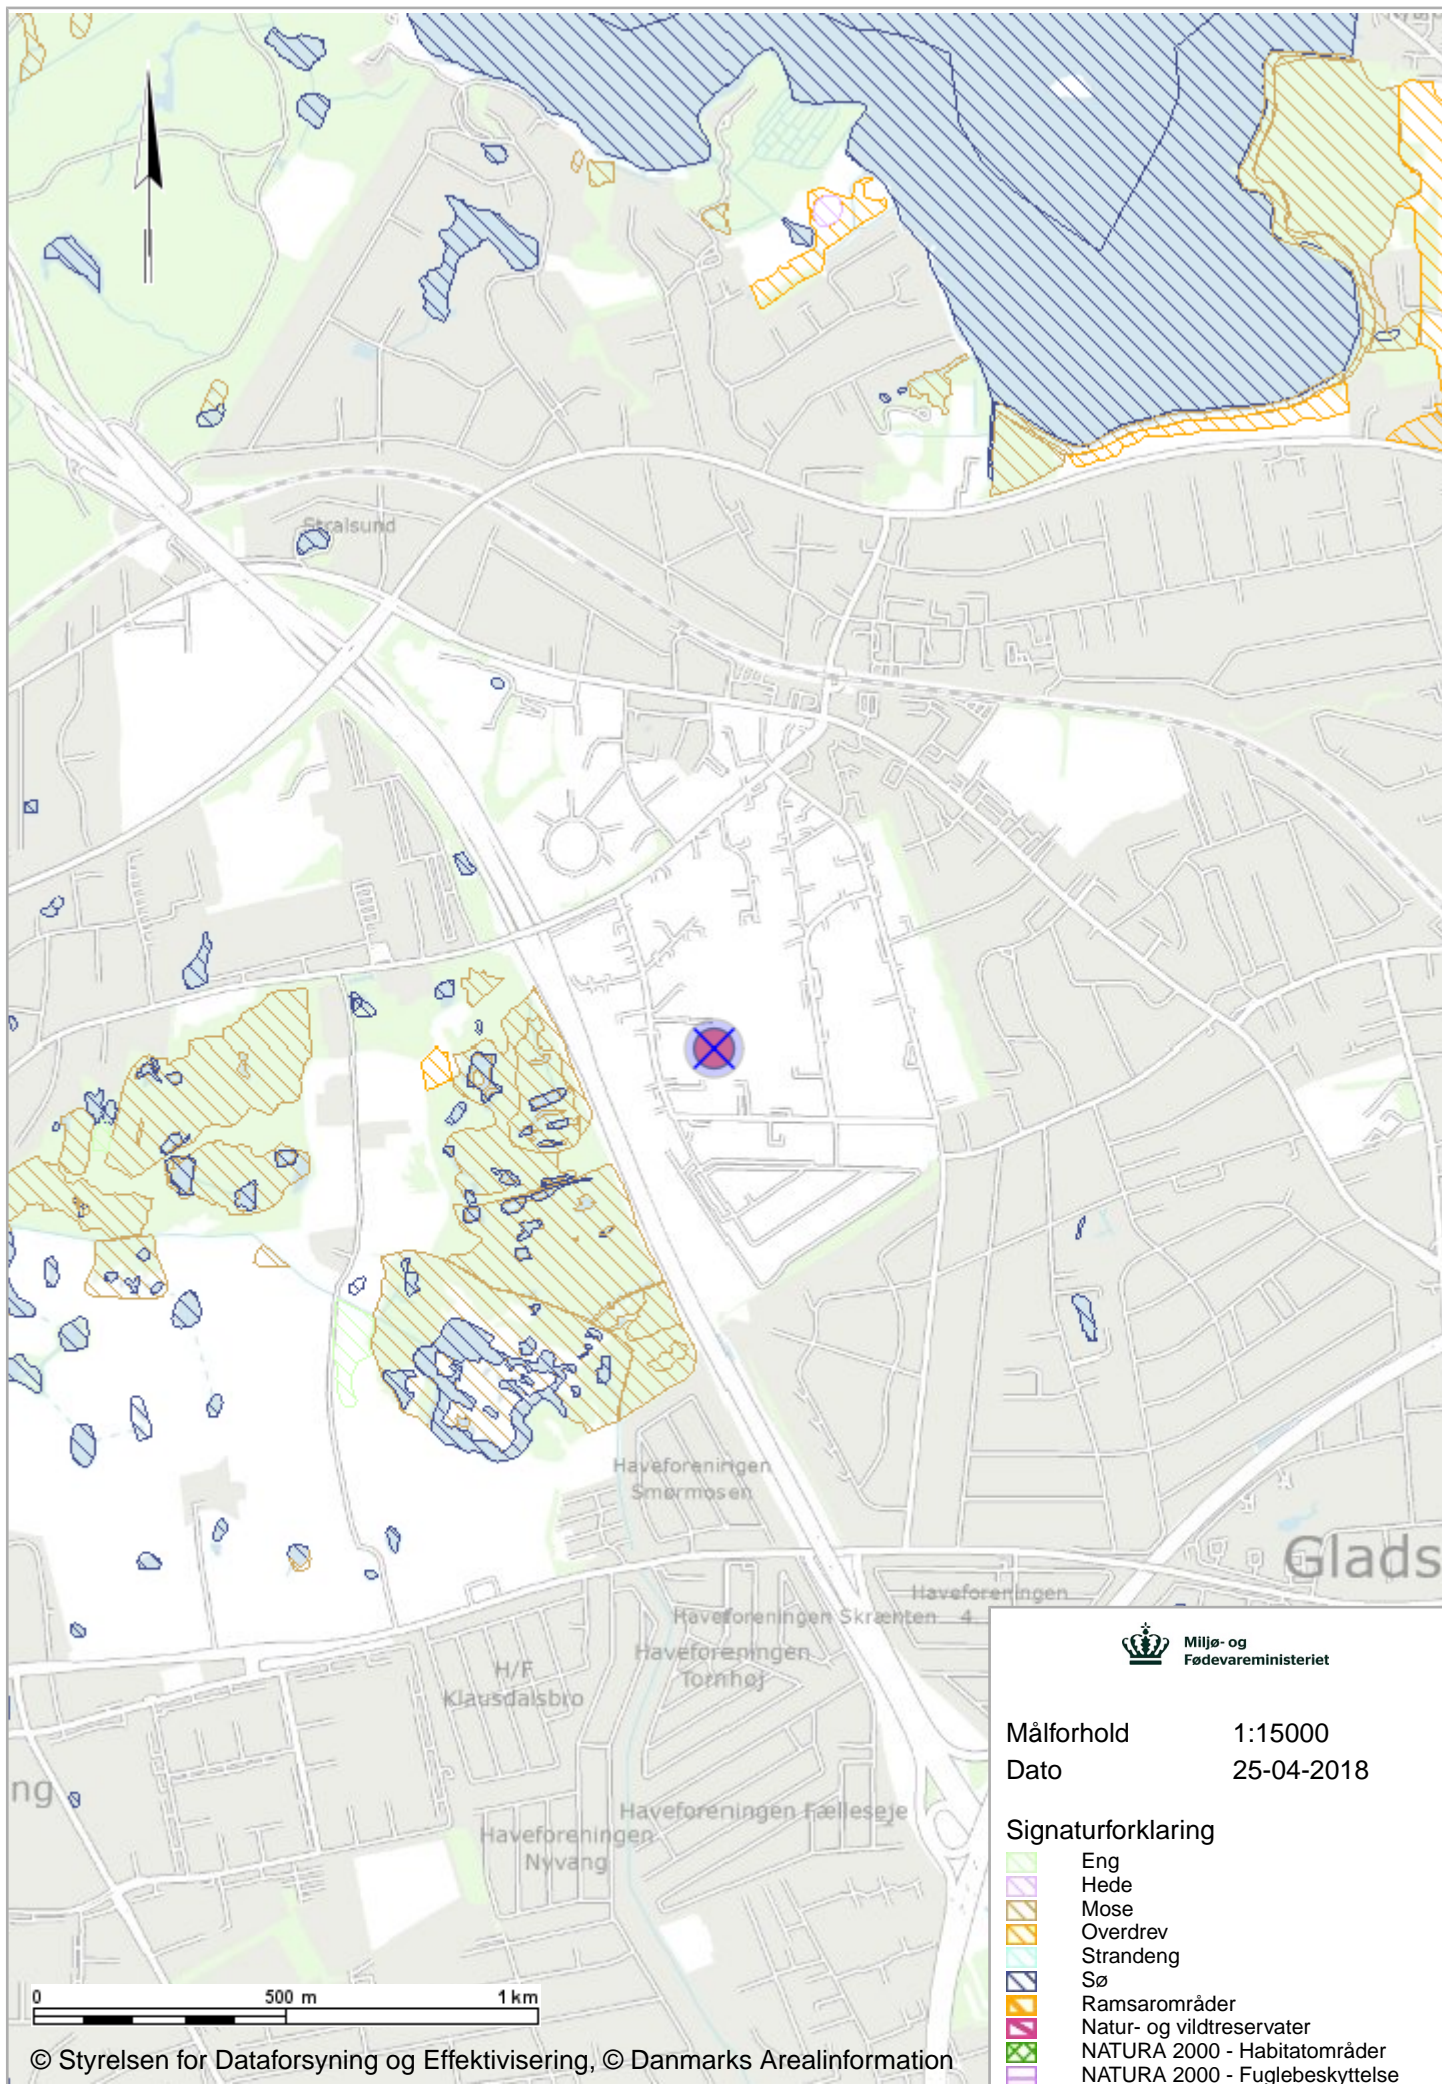 Stralsund
Haveforeningen
Smørmosen
Glads
Haveforeningen
Haveforeningen Skrænten 4.
Haveforeningen
Tornhøj
H/F
Klausdalsbro
ng
Haveforeningen Fælleseje
Haveforeningen
Nyvang
Miljø- og
Fødevareministeriet
Målforhold 1:15000
Dato 25-04-2018
Signaturforklaring
Eng
Hede
Mose
Overdrev
Strandeng
Sø
Ramsarområder
Natur- og vildtreservater
NATURA 2000 - Habitatområder
NATURA 2000 - Fuglebeskyttelse
0 500 m 1 km
© Styrelsen for Dataforsyning og Effektivisering, © Danmarks Arealinformation